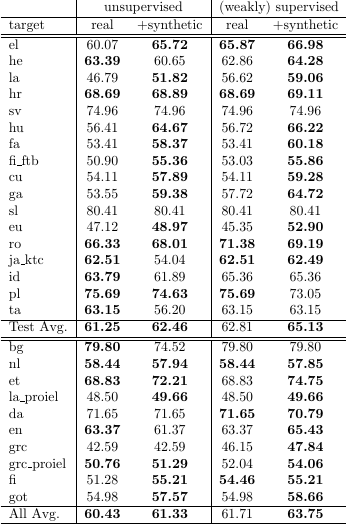 unsupervised (weakly) supervised
target real +synthetic real +synthetic
el 60.07 65.72 65.87 66.98
he 63.39 60.65 62.86 64.28
la 46.79 51.82 56.62 59.06
hr 68.69 68.89 68.69 69.11
sv 74.96 74.96 74.96 74.96
hu 56.41 64.67 56.72 66.22
fa 53.41 58.37 53.41 60.18
fi_ftb 50.90 55.36 53.03 55.86
cu 54.11 57.89 54.11 59.28
ga 53.55 59.38 57.72 64.72
sl 80.41 80.41 80.41 80.41
eu 47.12 48.97 45.35 52.90
ro 66.33 68.01 71.38 69.19
ja_ktc 62.51 54.04 62.51 62.49
id 63.79 61.89 65.36 65.36
pl 75.69 74.63 75.69 73.05
ta 63.15 56.20 63.15 63.15
Test Avg. 61.25 62.46 62.81 65.13
bg 79.80 74.52 79.80 79.80
nl 58.44 57.94 58.44 57.85
et 68.83 72.21 68.83 74.75
la_proiel 48.50 49.66 48.50 49.66
da 71.65 71.65 71.65 70.79
en 63.37 61.37 63.37 65.43
grc 42.59 42.59 46.15 47.84
grc_proiel 50.76 51.29 52.04 54.06
fi 51.28 55.21 54.46 55.21
got 54.98 57.57 54.98 58.66
All Avg. 60.43 61.33 61.71 63.75